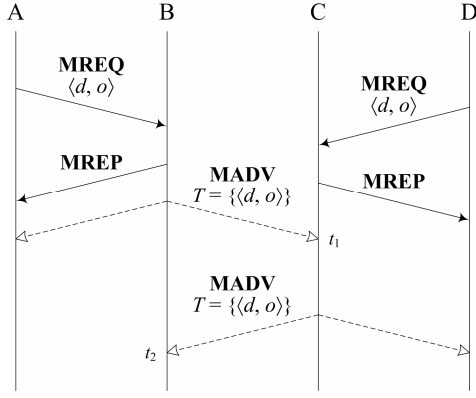 A B C D
MREQ
⟨d, o⟩
MREQ
⟨d, o⟩
MREP
MADV
T = {⟨d, o⟩}
MREP
t1
MADV
T = {⟨d, o⟩}
t2